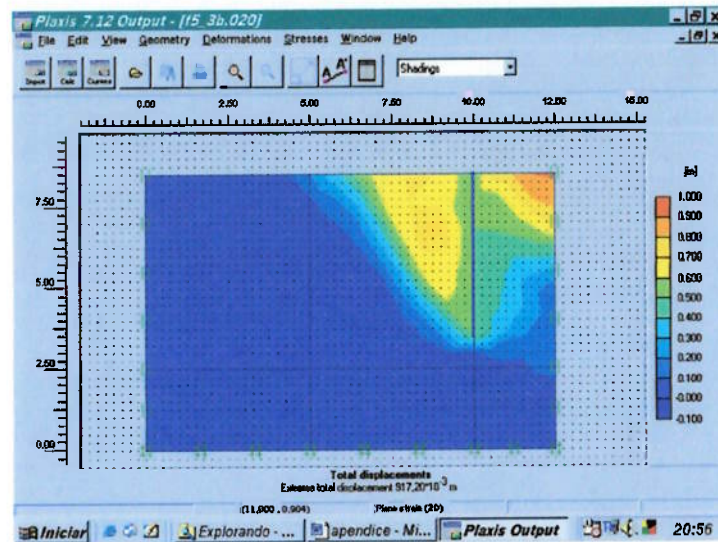 Plaxis 7.12 Output - [f5_3b.020]
File Edit View Geometry Deformations Stresses Window Help
Input Calc Curves A A' Shadings
0.00 2.50 5.00 7.50 10.00 12.50 15.00
[m]
7.50
5.00
2.50
0.00
1.000
0.900
0.800
0.700
0.600
0.500
0.400
0.300
0.200
0.100
-0.000
-0.100
Total displacements
Extreme total displacement 917,20*10-3 m
(11,000 , 0,904) Plane strain (2D)
Iniciar Explorando - ... apendice - Mi... Plaxis Output 20:56